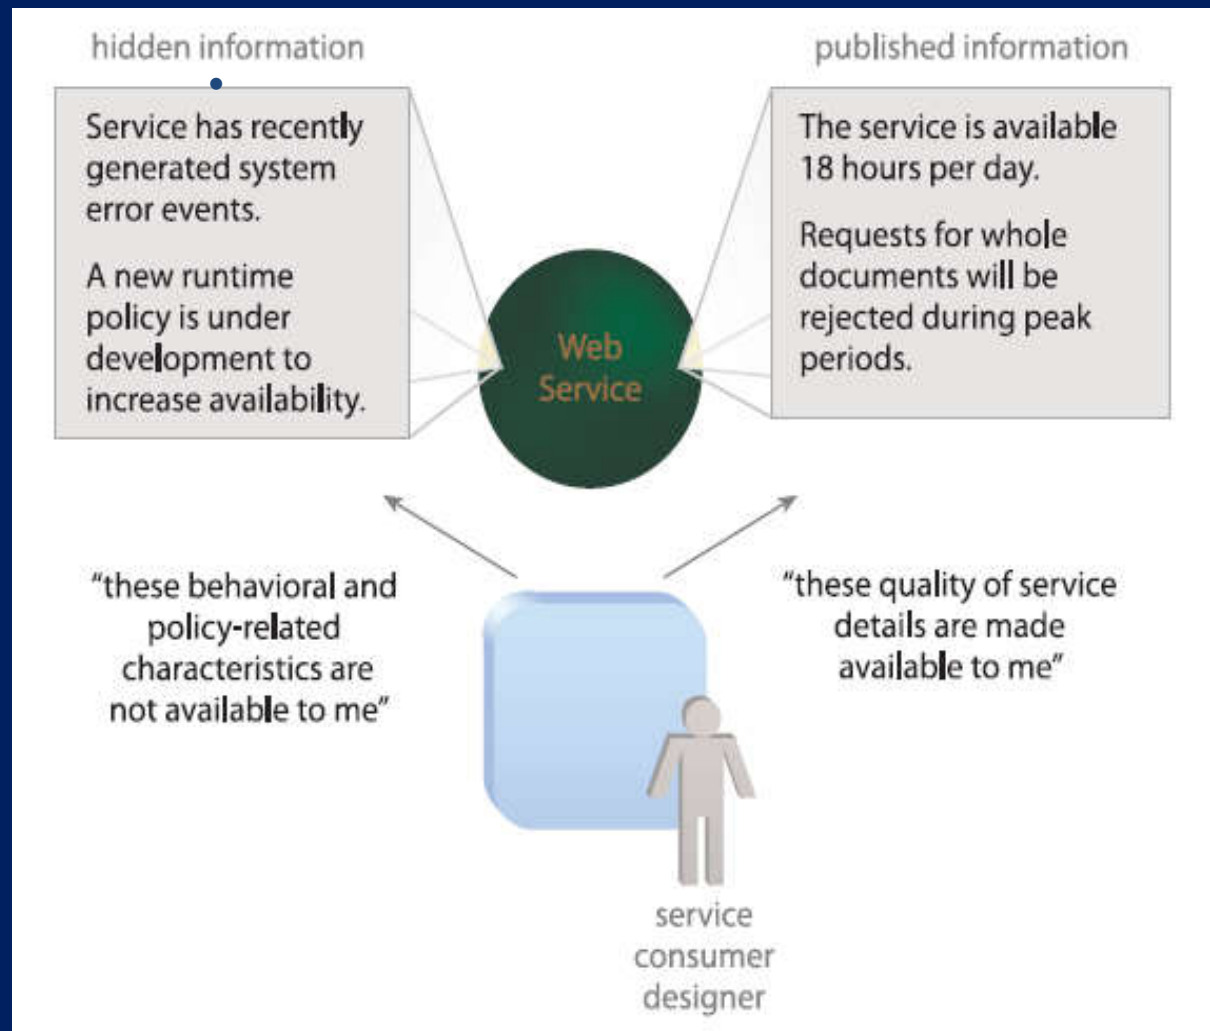 hidden information
Service has recently
generated system
error events.
A new runtime
policy is under
development to
increase availability.
published information
The service is available
18 hours per day.
Requests for whole
documents will be
rejected during peak
periods.
Web
Service
“these behavioral and
policy-related
characteristics are
not available to me”
“these quality of service
details are made
available to me”
service
consumer
designer